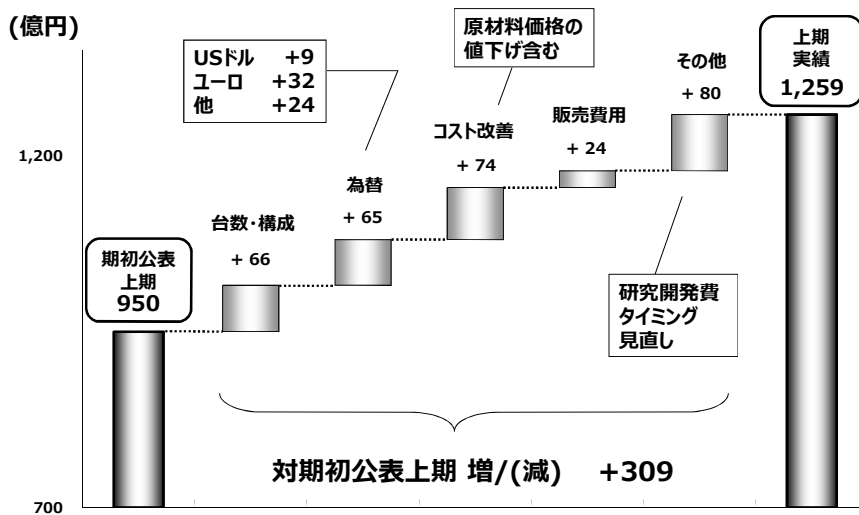 (億円)
1,200
700
期初公表
上期
950
台数・構成
+ 66
USドル +9
ユーロ +32
他 +24
為替
+ 65
原材料価格の
値下げ含む
コスト改善
+ 74
販売費用
+ 24
その他
+ 80
研究開発費
タイミング
見直し
上期
実績
1,259
対期初公表上期 増/(減) +309